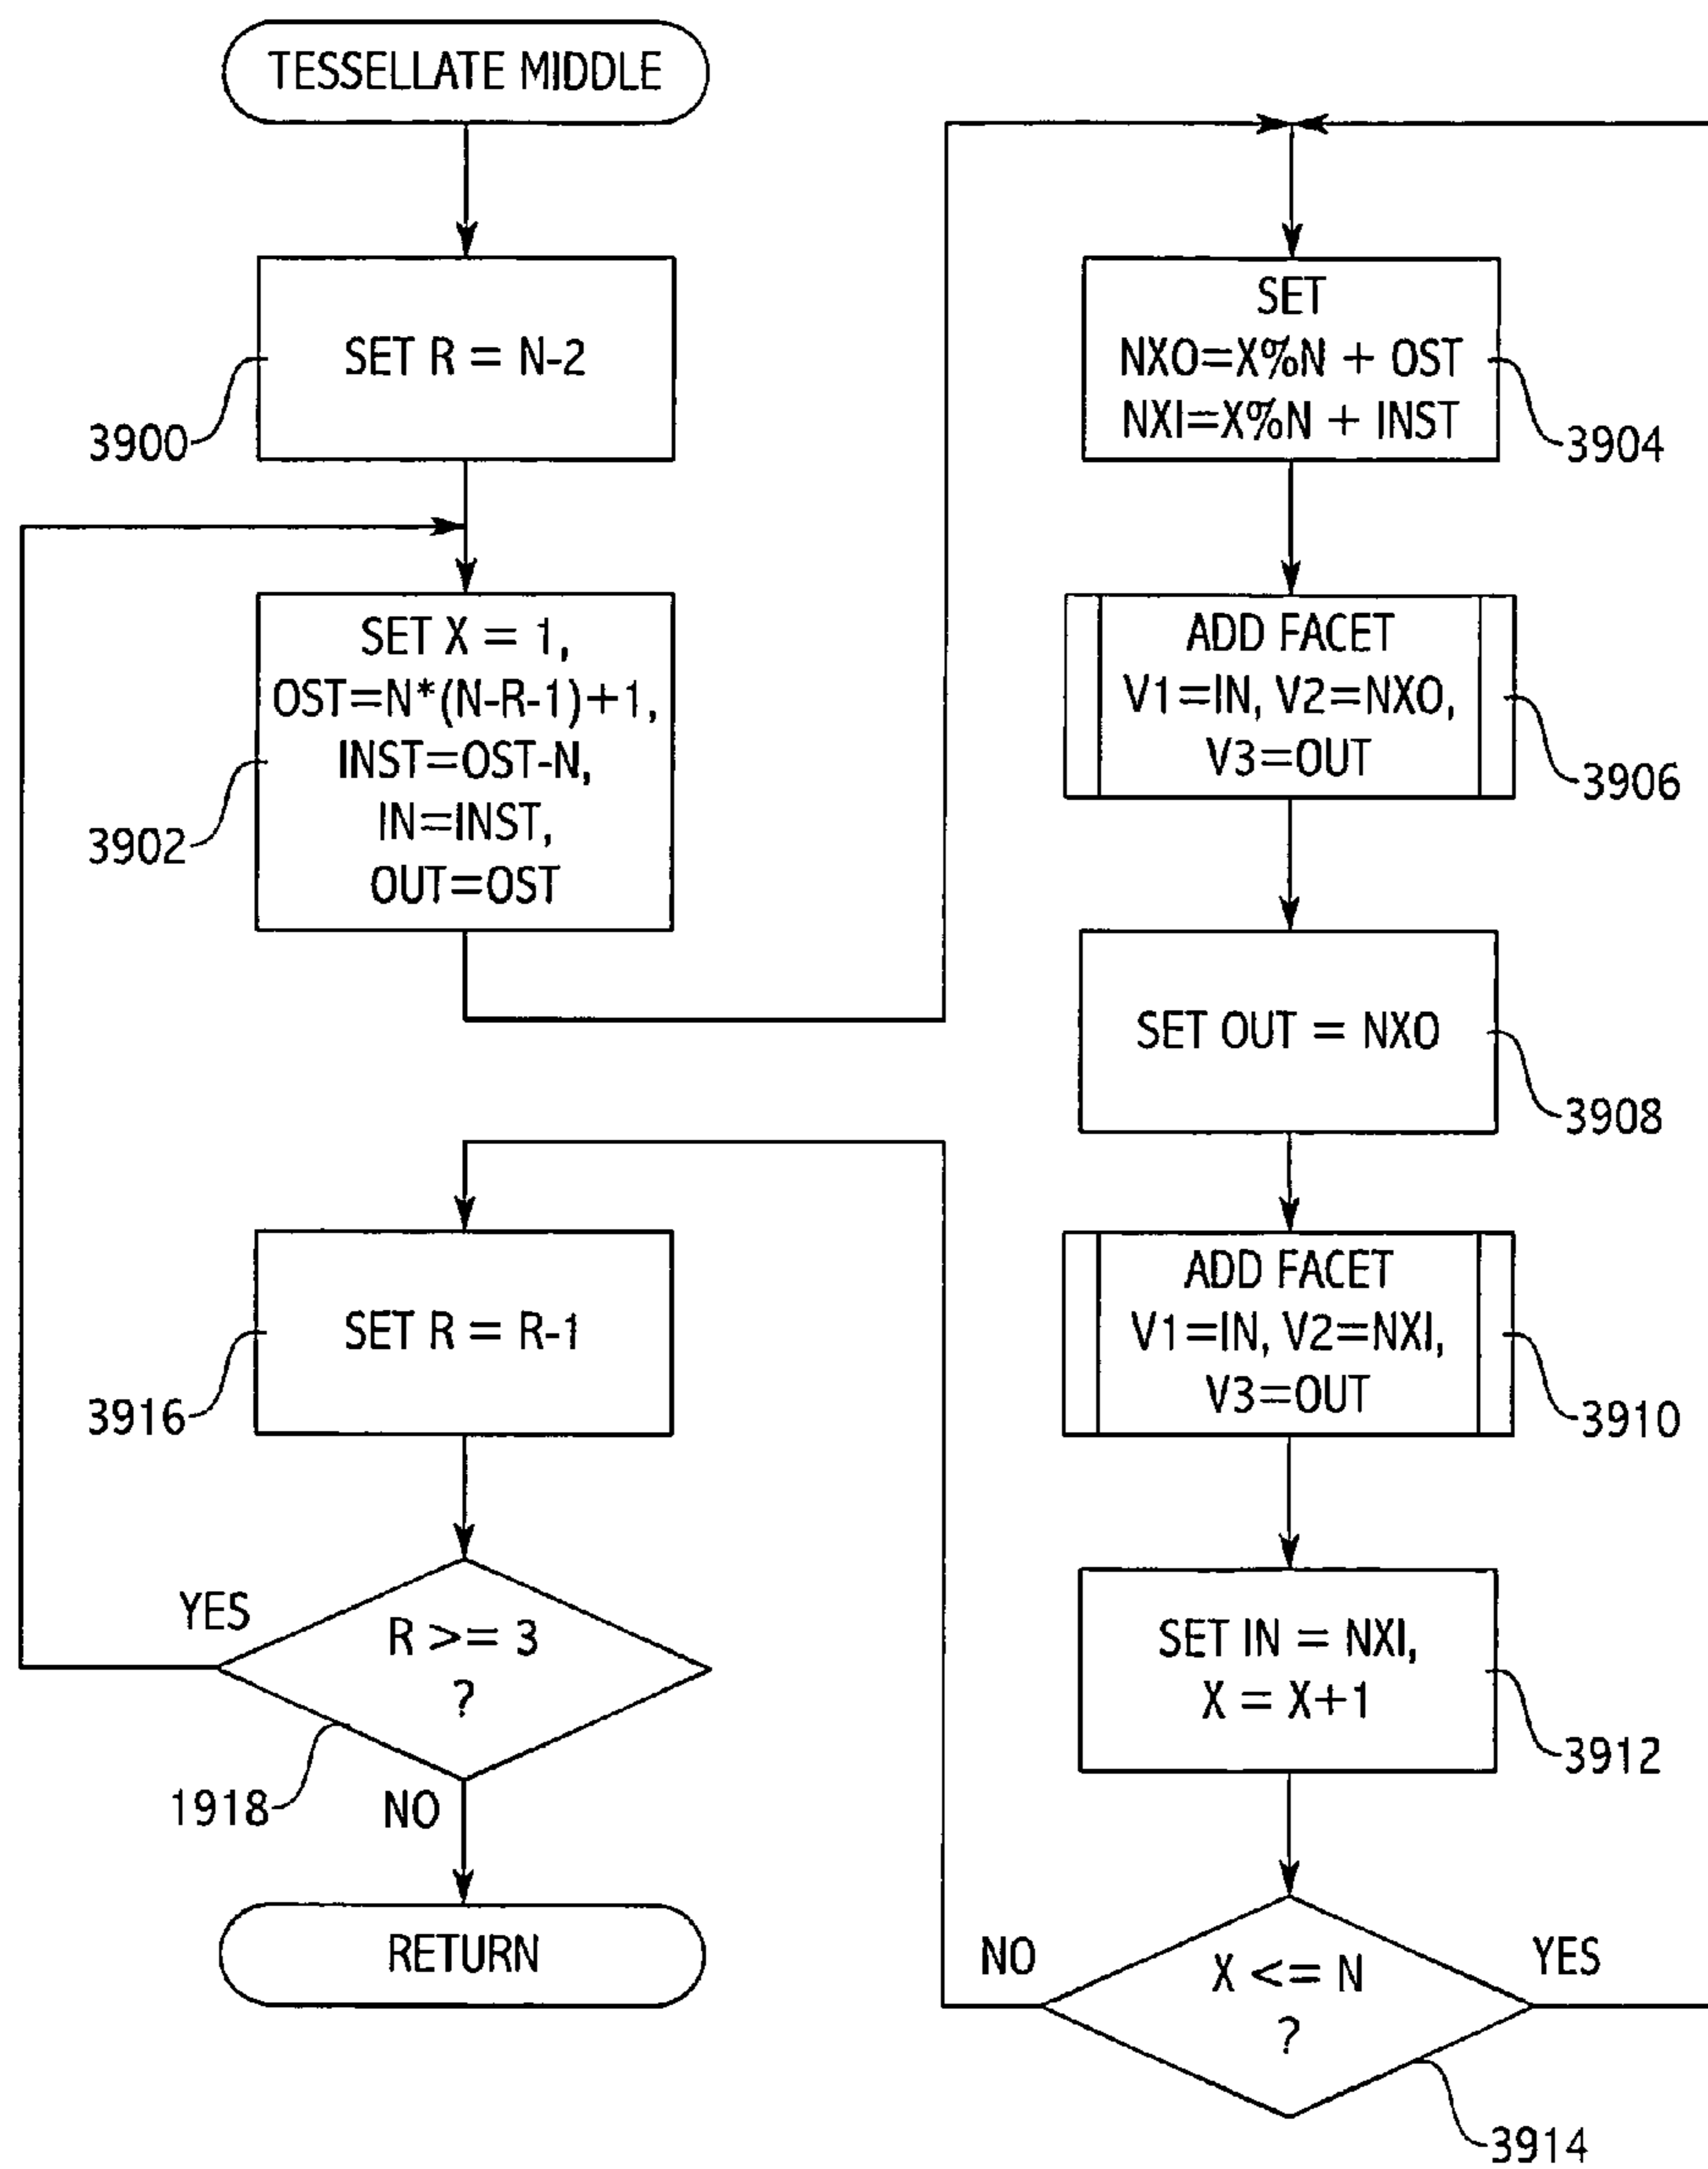 TESSELLATE MIDDLE
SET R = N-2
3900
SET X = 1,
OST=N*(N-R-1)+1,
INST=OST-N,
IN=INST,
OUT=OST
3902
SET
NXO=X%N + OST
NXI=X%N + INST
3904
ADD FACET
V1=IN, V2=NXO,
V3=OUT
3906
SET OUT = NXO
3908
ADD FACET
V1=IN, V2=NXI,
V3=OUT
3910
SET IN = NXI,
X = X+1
3912
X <= N
?
NO
YES
3914
SET R = R-1
3916
R >= 3
?
YES
NO
1918
RETURN